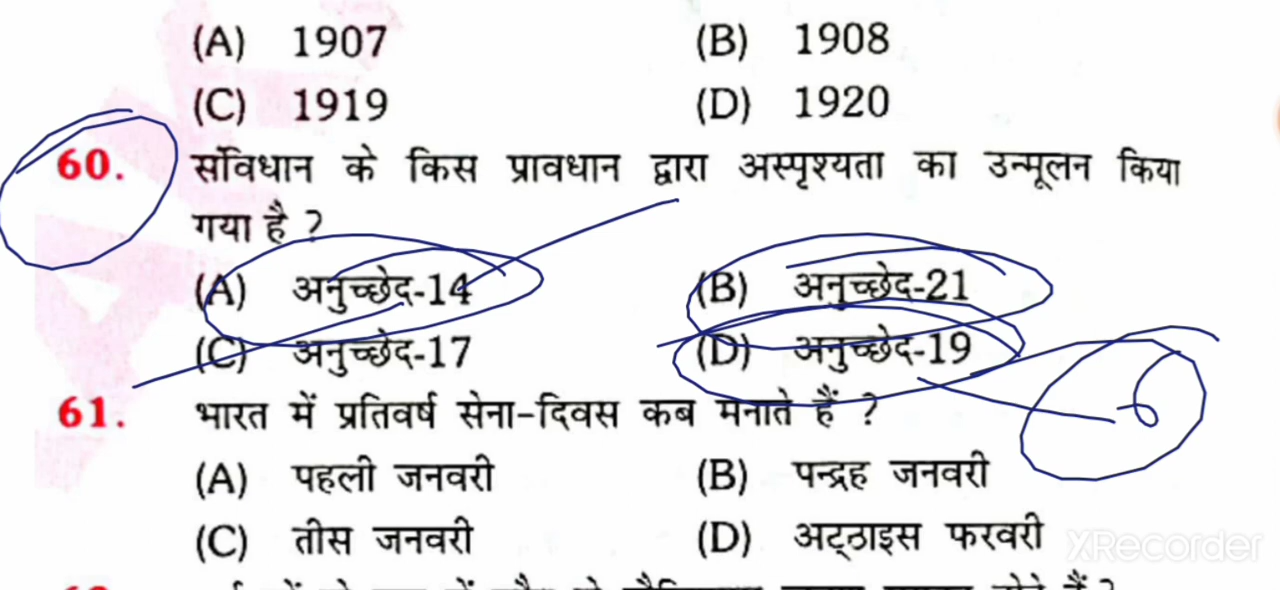 (A) 1907 (B) 1908
(C) 1919 (D) 1920
60. संविधान के किस प्रावधान द्वारा अस्पृश्यता का उन्मूलन किया
गया है ?
(A) अनुच्छेद-14 (B) अनुच्छेद-21
(C) अनुच्छेद-17 (D) अनुच्छेद-19
61. भारत में प्रतिवर्ष सेना-दिवस कब मनाते हैं ?
(A) पहली जनवरी (B) पन्द्रह जनवरी
(C) तीस जनवरी (D) अट्ठाइस फरवरी
XRecorder